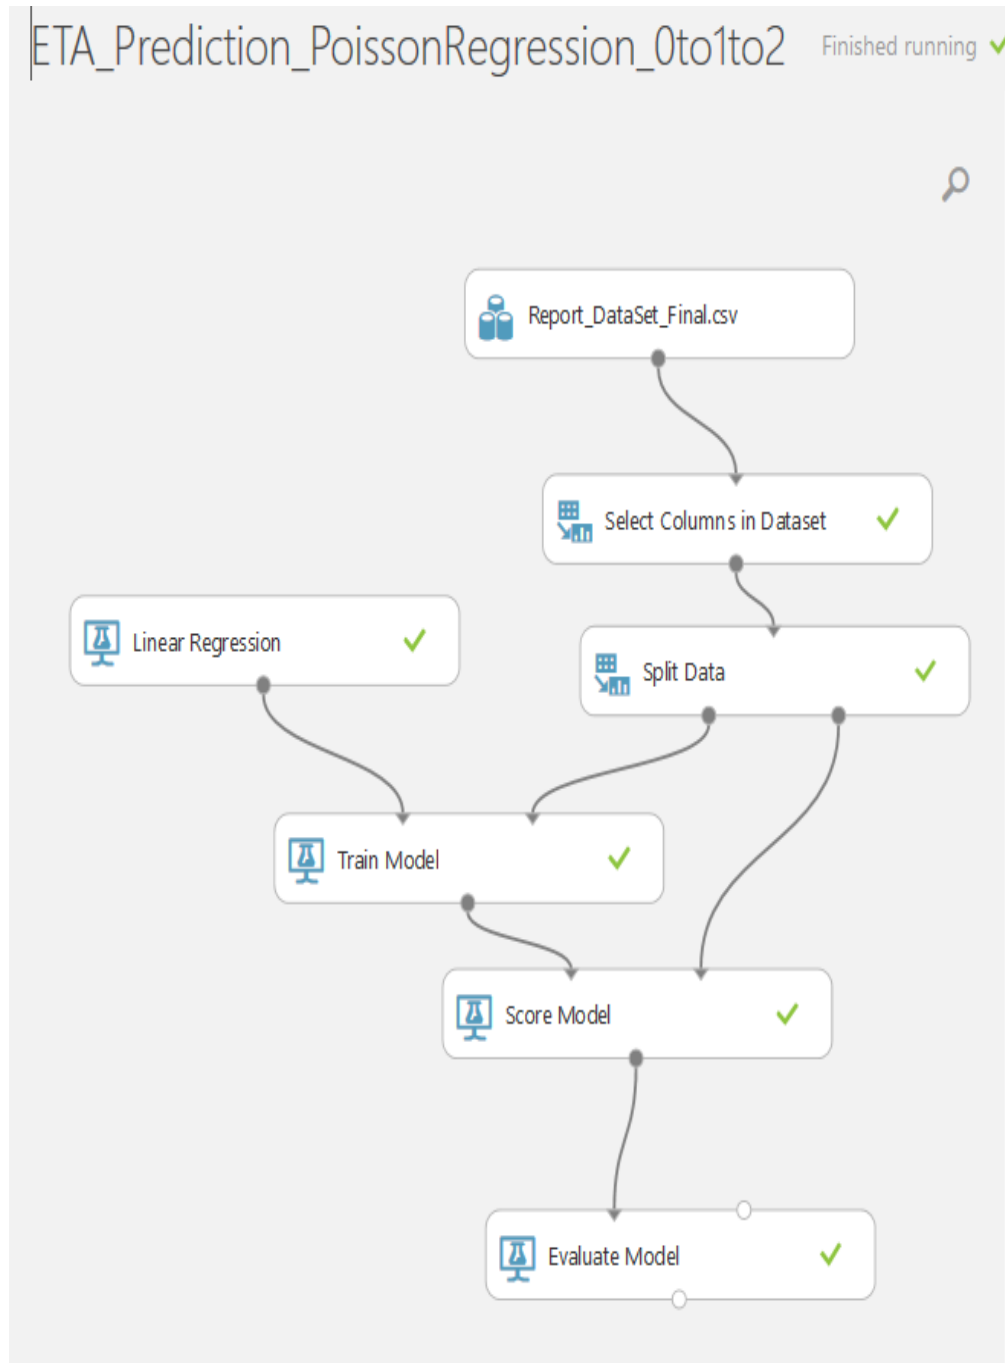 ETA_Prediction_PoissonRegression_0to1to2
Finished running
Report_DataSet_Final.csv
Select Columns in Dataset
Linear Regression
Split Data
Train Model
Score Model
Evaluate Model